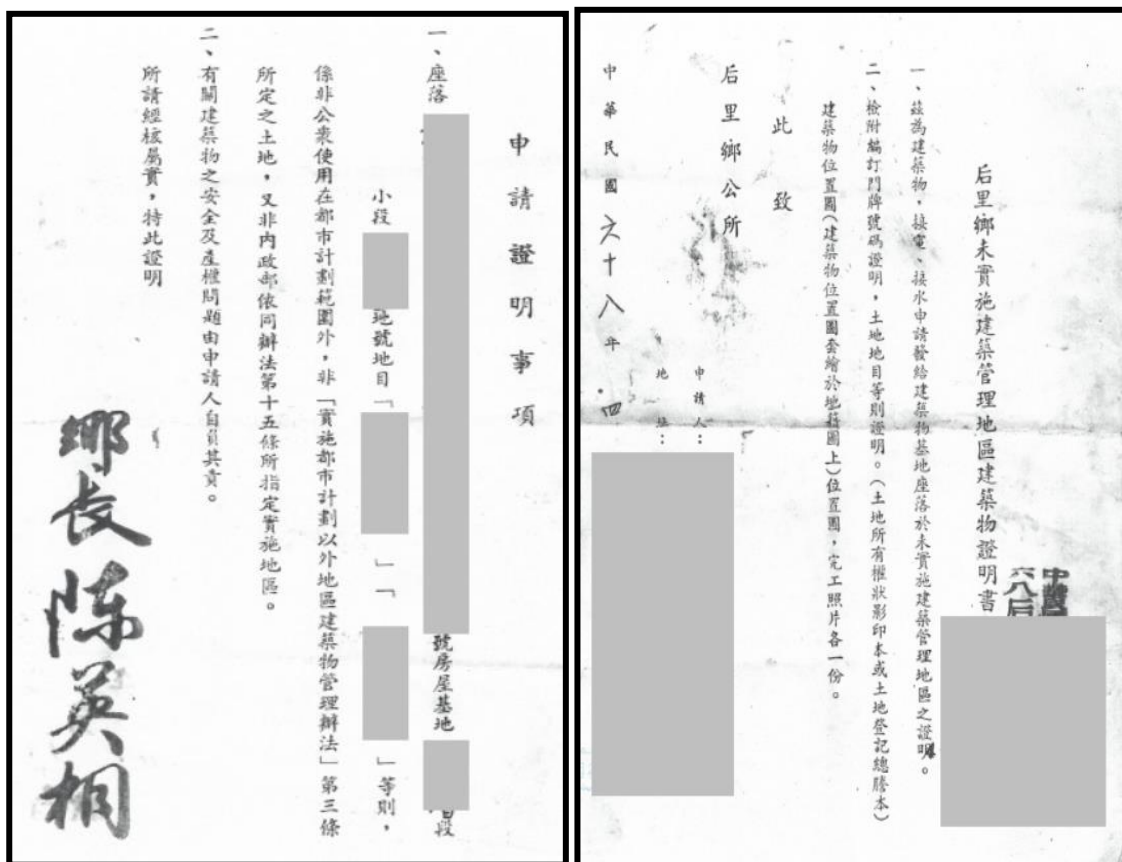 后里鄉未實施建築管理地區建築物證明書
一、茲為建築物，接電、接水申請發給建築物基地座落於未實施建築管理地區之證明。
二、檢附編訂門牌號碼證明，土地地目等則證明。（土地所有權狀影印本或土地登記總謄本）
建築物位置圖（建築物位置圖套繪於地籍圖上）位置圖，完工照片各一份。
此致
后里鄉公所
申請人：
地址：
中華民國六十八年．四
中華民
六八后
申請證明事項
一、座落
號房屋基地
段
小段
地號地目「
」「
」等則，
係非公衆使用在都市計劃範圍外，非「實施都市計劃以外地區建築物管理辦法」第三條
所定之土地，又非內政部依同辦法第十五條所指定實施地區。
二、有關建築物之安全及產權問題由申請人自負其責。
所請經核屬實，特此證明
鄉長陳英相